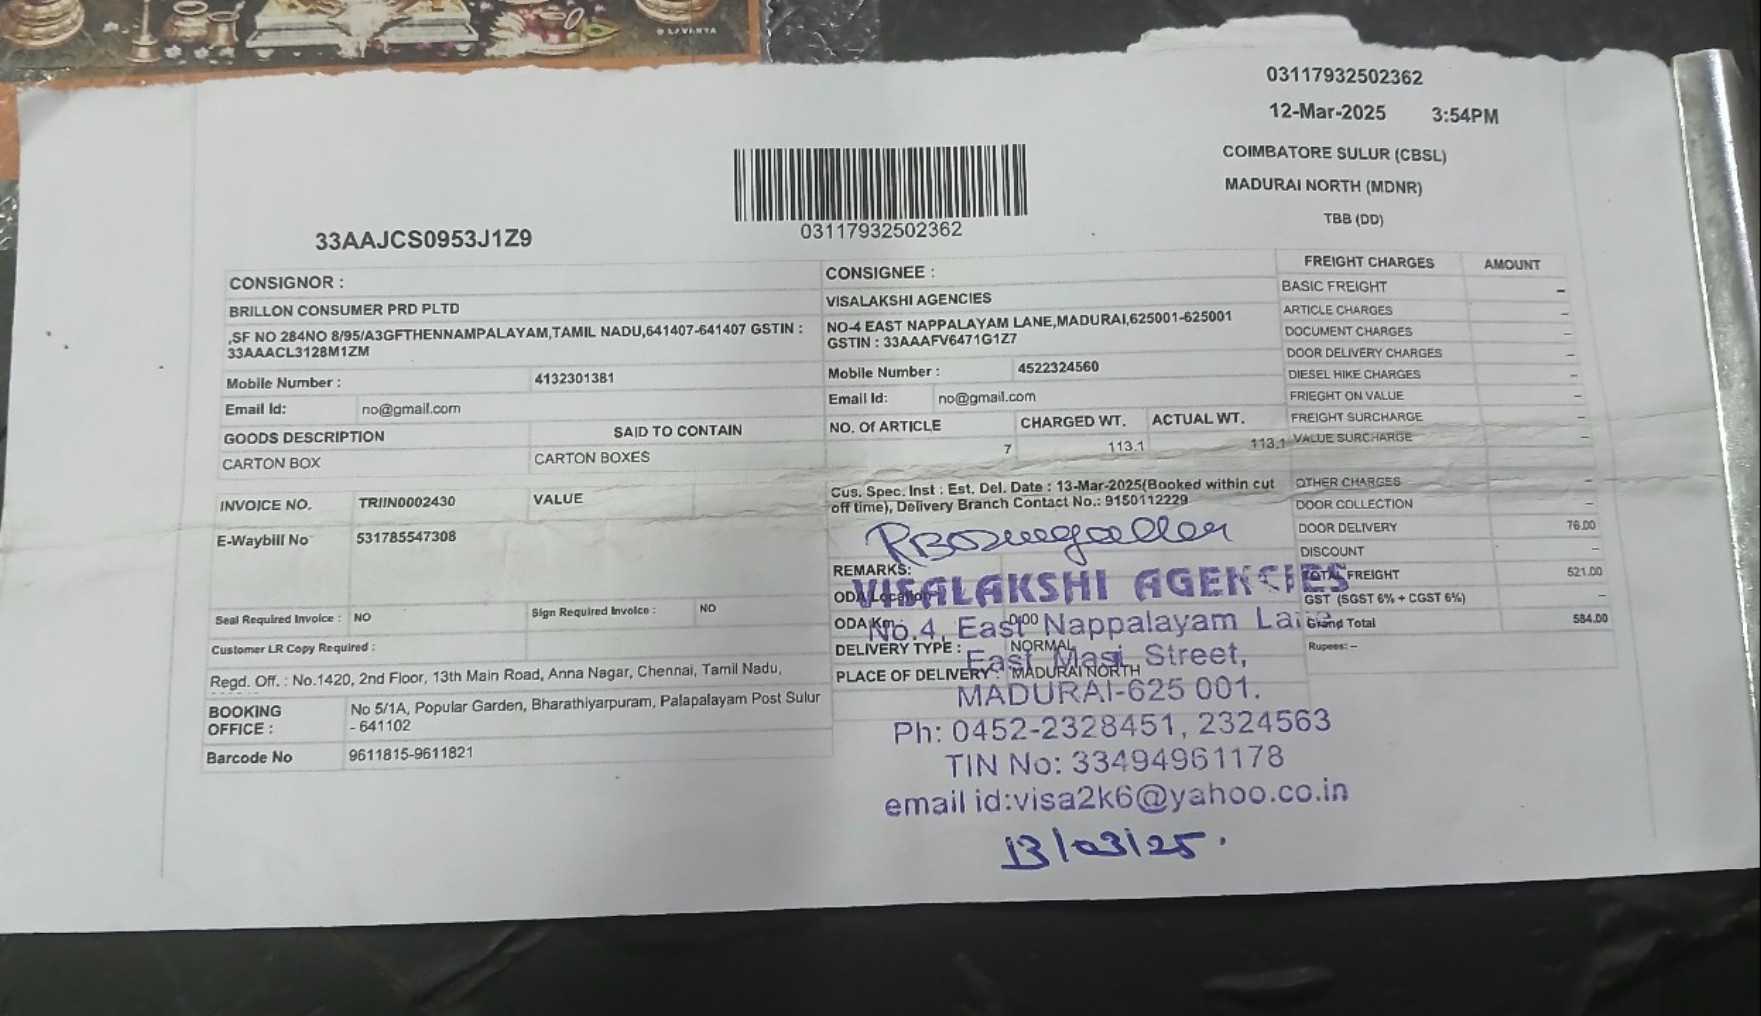 © LAVANYA
03117932502362
12-Mar-2025 3:54PM
COIMBATORE SULUR (CBSL)
MADURAI NORTH (MDNR)
TBB (DD)
03117932502362
33AAJCS0953J1Z9
CONSIGNOR :
BRILLON CONSUMER PRD PLTD
,SF NO 284NO 8/95/A3GFTHENNAMPALAYAM,TAMIL NADU,641407-641407 GSTIN :
33AAACL3128M1ZM
Mobile Number : 4132301381
Email Id: no@gmail.com
GOODS DESCRIPTION SAID TO CONTAIN
CARTON BOX CARTON BOXES
INVOICE NO. TRIIN0002430 VALUE
E-Waybill No 531785547308
Seal Required Invoice : NO Sign Required Invoice : NO
Customer LR Copy Required :
Regd. Off. : No.1420, 2nd Floor, 13th Main Road, Anna Nagar, Chennai, Tamil Nadu,
BOOKING OFFICE : No 5/1A, Popular Garden, Bharathiyarpuram, Palapalayam Post Sulur
- 641102
Barcode No 9611815-9611821
CONSIGNEE :
VISALAKSHI AGENCIES
NO-4 EAST NAPPALAYAM LANE,MADURAI,625001-625001
GSTIN : 33AAAFV6471G1Z7
Mobile Number : 4522324560
Email Id: no@gmail.com
NO. Of ARTICLE CHARGED WT. ACTUAL WT.
7 113.1 113.1
Cus. Spec. Inst : Est. Del. Date : 13-Mar-2025(Booked within cut
off time), Delivery Branch Contact No.: 9150112229
REMARKS:
ODA Location
ODA Km : 0.00
DELIVERY TYPE : NORMAL
PLACE OF DELIVERY : MADURAI NORTH
VISALAKSHI AGENCIES
No.4, East Nappalayam Lane
East Masi Street,
MADURAI-625 001.
Ph: 0452-2328451, 2324563
TIN No: 33494961178
email id:visa2k6@yahoo.co.in
13/03/25.
FREIGHT CHARGES AMOUNT
BASIC FREIGHT –
ARTICLE CHARGES –
DOCUMENT CHARGES –
DOOR DELIVERY CHARGES –
DIESEL HIKE CHARGES –
FRIEGHT ON VALUE –
FREIGHT SURCHARGE –
VALUE SURCHARGE –
OTHER CHARGES –
DOOR COLLECTION –
DOOR DELIVERY 76.00
DISCOUNT –
TOTAL FREIGHT 521.00
GST (SGST 6% + CGST 6%) –
Grand Total 584.00
Rupees: –